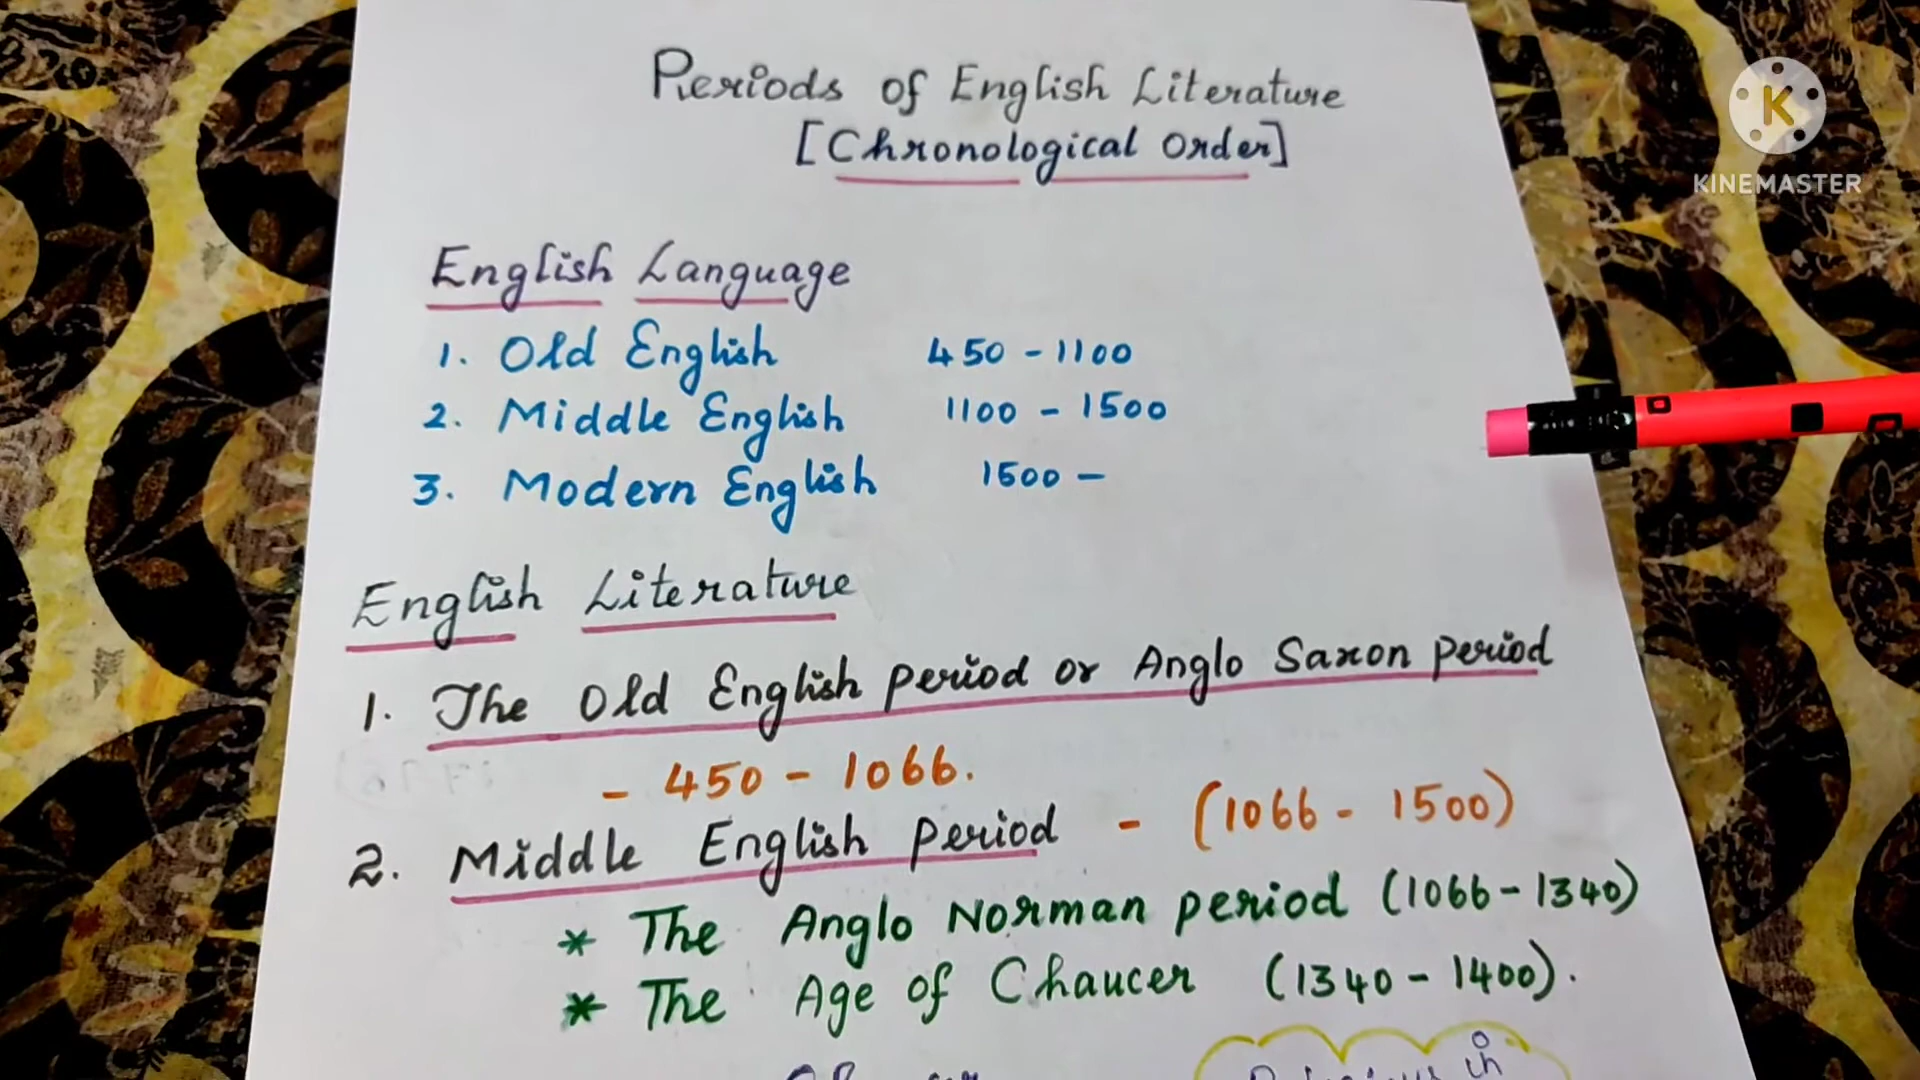 Periods of English Literature
[Chronological Order]
K
KINEMASTER
English Language
1. Old English 450 - 1100
2. Middle English 1100 - 1500
3. Modern English 1500 -
English Literature
1. The Old English period or Anglo Saxon period
- 450 - 1066.
2. Middle English period - (1066 - 1500)
* The Anglo Norman period (1066 - 1340)
* The Age of Chaucer (1340 - 1400).
in